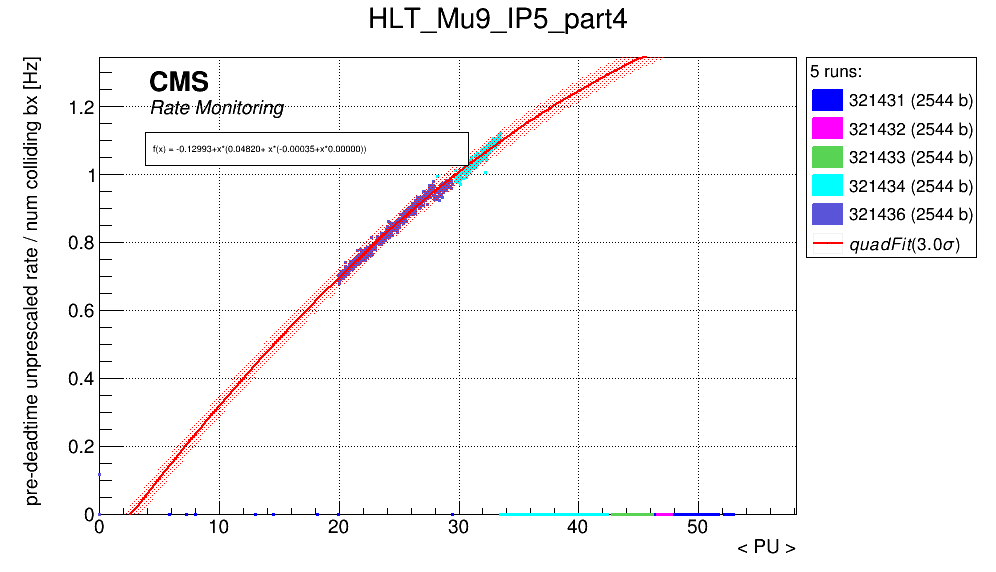 HLT_Mu9_IP5_part4
pre-deadtime unprescaled rate / num colliding bx [Hz]
CMS
Rate Monitoring
f(x) = -0.12993+x*(0.04820+ x*(-0.00035+x*0.00000))
1.2
1
0.8
0.6
0.4
0.2
0
0 10 20 30 40 50
< PU >
5 runs:
321431 (2544 b)
321432 (2544 b)
321433 (2544 b)
321434 (2544 b)
321436 (2544 b)
quadFit(3.0σ)